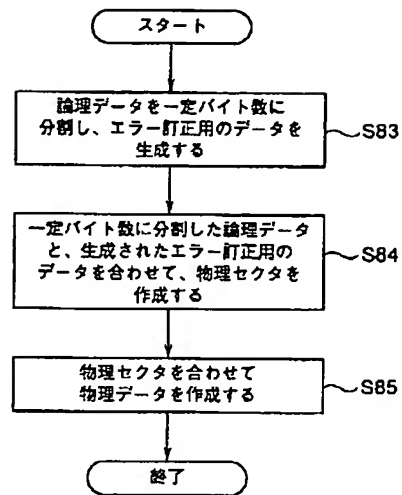 スタート
論理データを一定バイト数に
分割し、エラー訂正用のデータを
生成する
S83
一定バイト数に分割した論理データ
と、生成されたエラー訂正用の
データを合わせて、物理セクタを
作成する
S84
物理セクタを合わせて
物理データを作成する
S85
終了